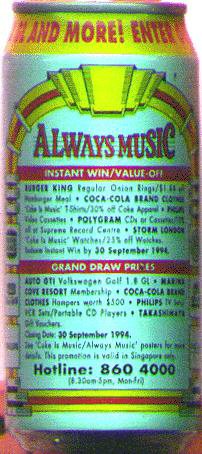 AND MORE! ENTER
ALWAYS MUSIC
INSTANT WIN/VALUE-OFF
BURGER KING Regular Onion Rings/$1.00 off
Hamburger Meal • COCA-COLA BRAND CLOTHES
'Coke Is Music' T-Shirts/30% off Coke Apparel • PHILIPS
Video Cassettes • POLYGRAM CDs or Cassettes/
off at Supreme Record Centre • STORM LONDON
'Coke Is Music' Watches/25% off Watches.
Redeem Instant Win by 30 September 1994.
GRAND DRAW PRIZES
AUTO GTI Volkswagen Golf 1.8 GL • MARINA
COVE RESORT Membership • COCA-COLA BRAND
CLOTHES Hampers worth $500 • PHILIPS TV Sets/
VCR Sets/Portable CD Players • TAKASHIMAYA
Gift Vouchers.
Closing Date: 30 September 1994.
See 'Coke Is Music/Always Music' posters for more
details. This promotion is valid in Singapore only.
Hotline: 860 4000
(8.30am-5pm, Mon-Fri)